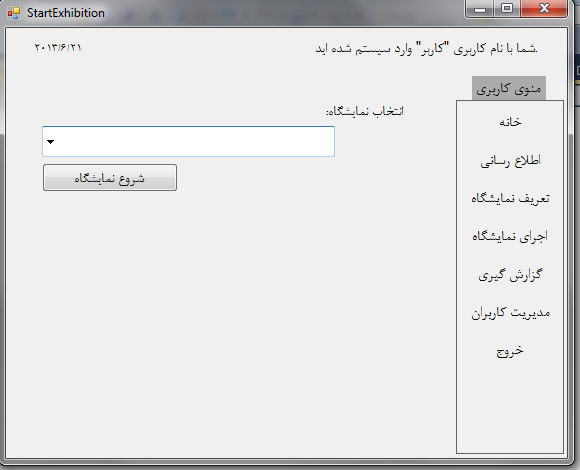 StartExhibition
شما با نام کاربری "کاربر" وارد سیستم شده اید.
۲۰۱۳/۶/۲۱
منوی کاربری
انتخاب نمایشگاه:
شروع نمایشگاه
خانه
اطلاع رسانی
تعریف نمایشگاه
اجرای نمایشگاه
گزارش گیری
مدیریت کاربران
خروج